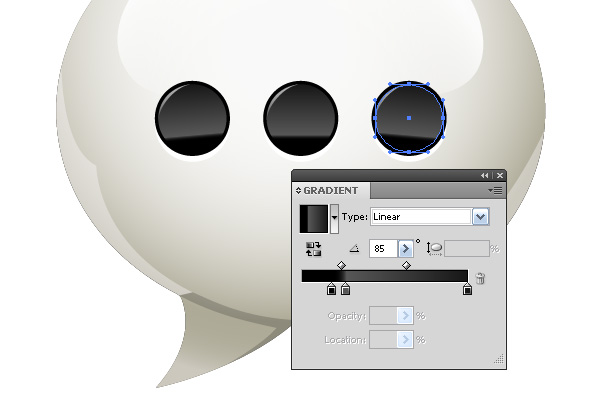 GRADIENT
Type: Linear
85 °
%
Opacity: %
Location: %